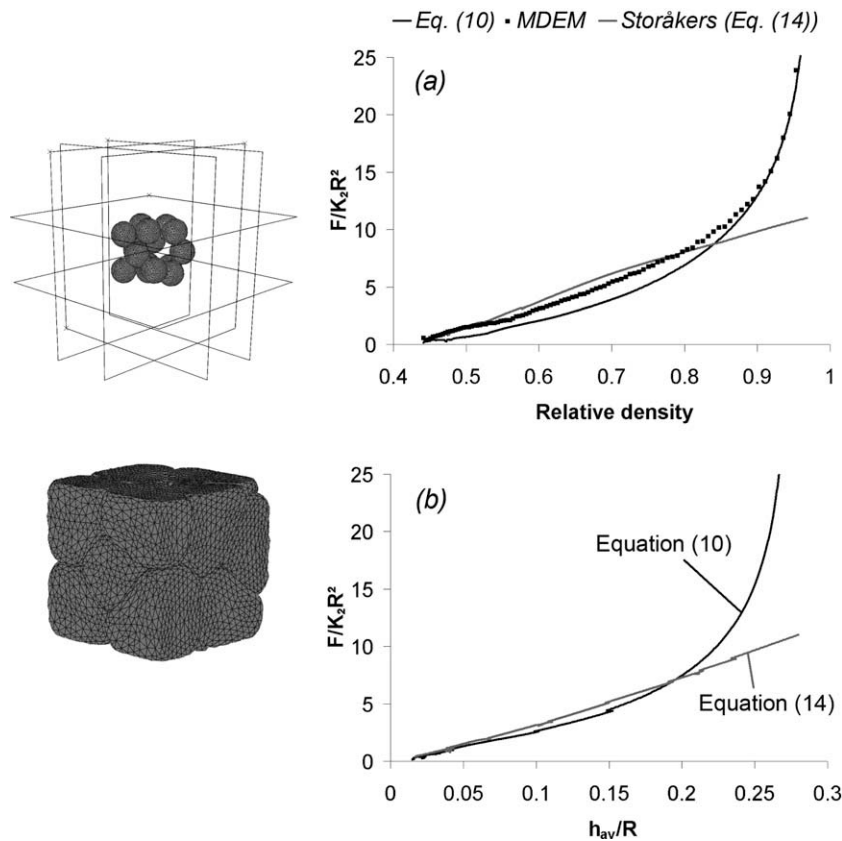 Eq. (10) MDEM Storåkers (Eq. (14))
(a)
F/K₂R²
25
20
15
10
5
0
0.4 0.5 0.6 0.7 0.8 0.9 1
Relative density
(b)
F/K₂R²
25
20
15
10
5
0
Equation (10)
Equation (14)
0 0.05 0.1 0.15 0.2 0.25 0.3
hav/R